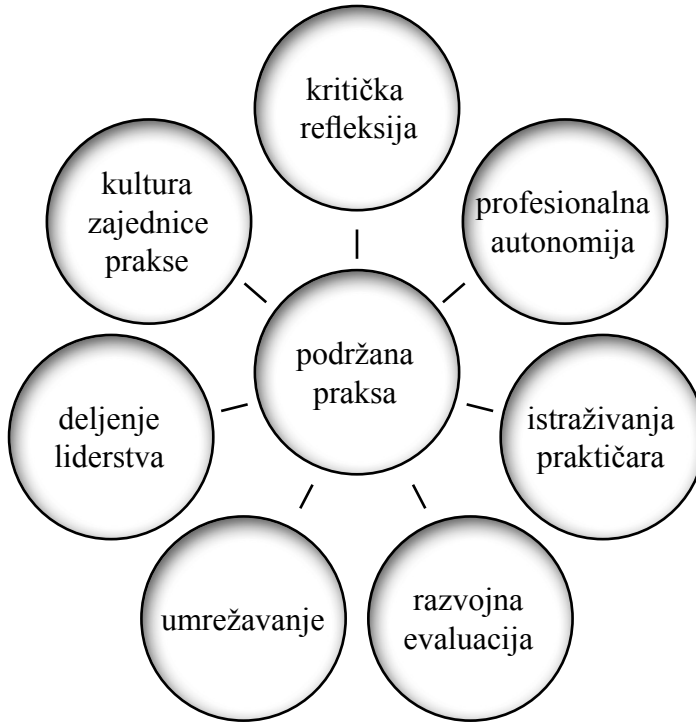 kritička
refleksija
profesionalna
autonomija
istraživanja
praktičara
razvojna
evaluacija
umrežavanje
deljenje
liderstva
kultura
zajednice
prakse
podržana
praksa